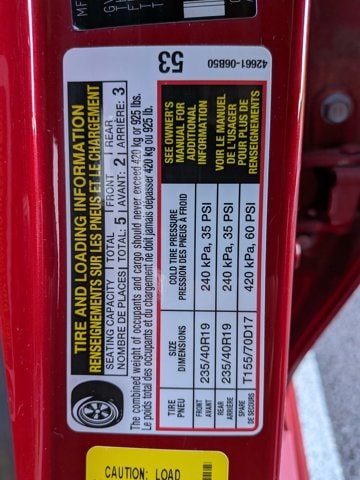 MF
GV
53
42661-06B50
TIRE AND LOADING INFORMATION
RENSEIGNEMENTS SUR LES PNEUS ET LE CHARGEMENT
SEATING CAPACITY | TOTAL: 5 | FRONT: 2 | REAR: 3
NOMBRE DE PLACES | TOTAL: 5 | AVANT: 2 | ARRIÈRE: 3
The combined weight of occupants and cargo should never exceed 420 kg or 925 lbs.
Le poids total des occupants et du chargement ne doit jamais dépasser 420 kg ou 925 lb.
TIRE SIZE COLD TIRE PRESSURE
PNEU DIMENSIONS PRESSION DES PNEUS À FROID
FRONT
AVANT 235/40R19 240 kPa, 35 PSI
REAR
ARRIÈRE 235/40R19 240 kPa, 35 PSI
SPARE
DE SECOURS T155/70D17 420 kPa, 60 PSI
SEE OWNER'S
MANUAL FOR
ADDITIONAL
INFORMATION
VOIR LE MANUEL
DE L'USAGER
POUR PLUS DE
RENSEIGNEMENTS
CAUTION: LOAD